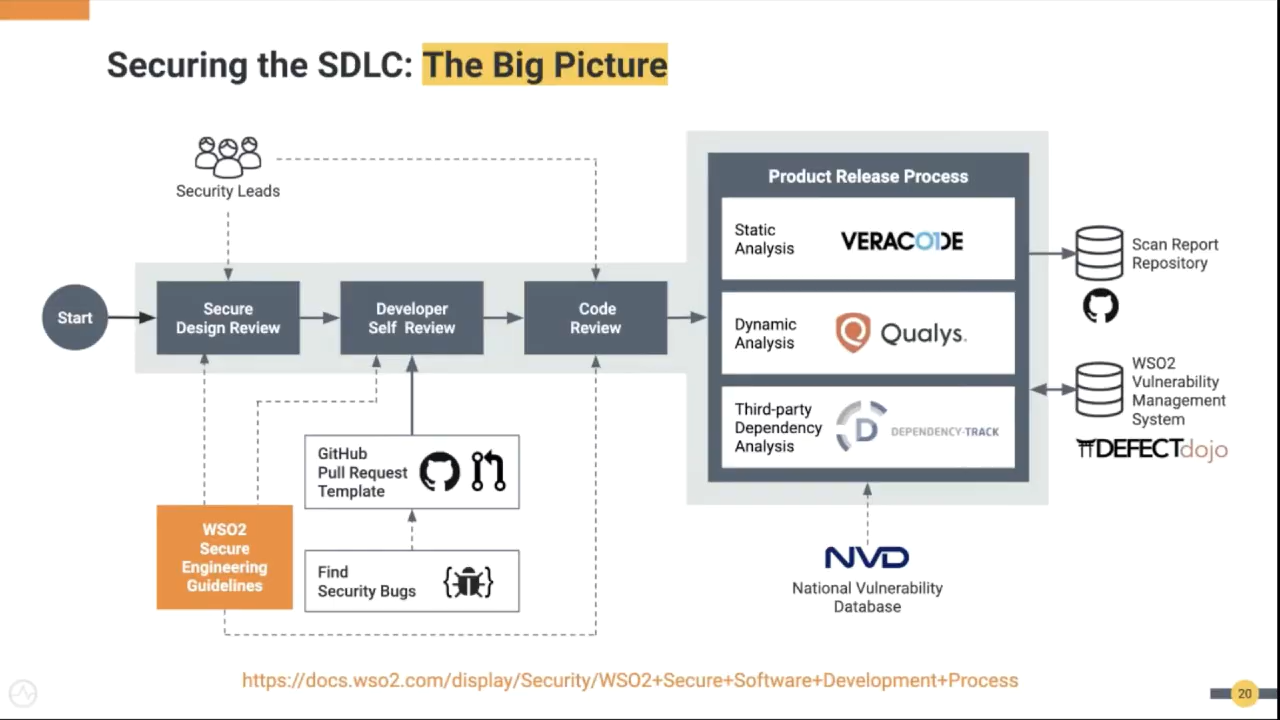 Securing the SDLC: The Big Picture
Security Leads
Start
Secure
Design Review
Developer
Self Review
Code
Review
Product Release Process
Static
Analysis
VERACODE
Dynamic
Analysis
Qualys.
Third-party
Dependency
Analysis
D
DEPENDENCY-TRACK
Scan Report
Repository
WSO2
Vulnerability
Management
System
DEFECTdojo
GitHub
Pull Request
Template
Find
Security Bugs
WSO2
Secure
Engineering
Guidelines
NVD
National Vulnerability
Database
https://docs.wso2.com/display/Security/WSO2+Secure+Software+Development+Process
20